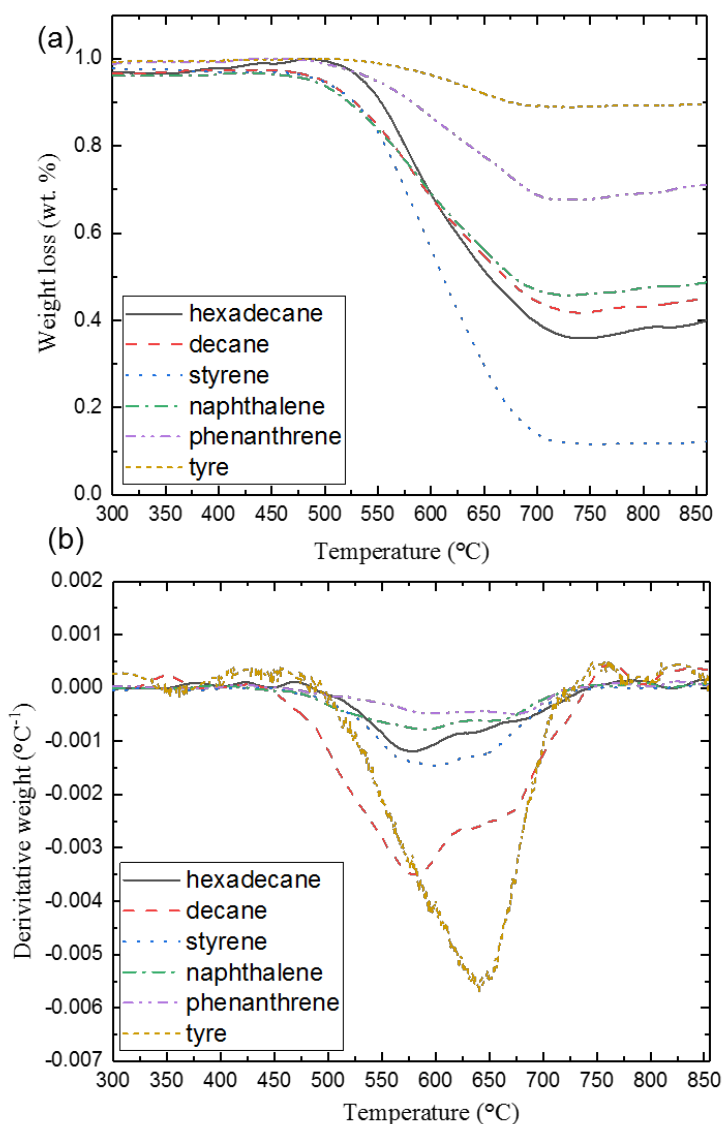 (a)
1.0
0.8
0.6
0.4
0.2
0.0
Weight loss (wt. %)
hexadecane
decane
styrene
naphthalene
phenanthrene
tyre
300 350 400 450 500 550 600 650 700 750 800 850
Temperature (°C)
(b)
0.002
0.001
0.000
-0.001
-0.002
-0.003
-0.004
-0.005
-0.006
-0.007
Derivitative weight (°C-1)
hexadecane
decane
styrene
naphthalene
phenanthrene
tyre
300 350 400 450 500 550 600 650 700 750 800 850
Temperature (°C)